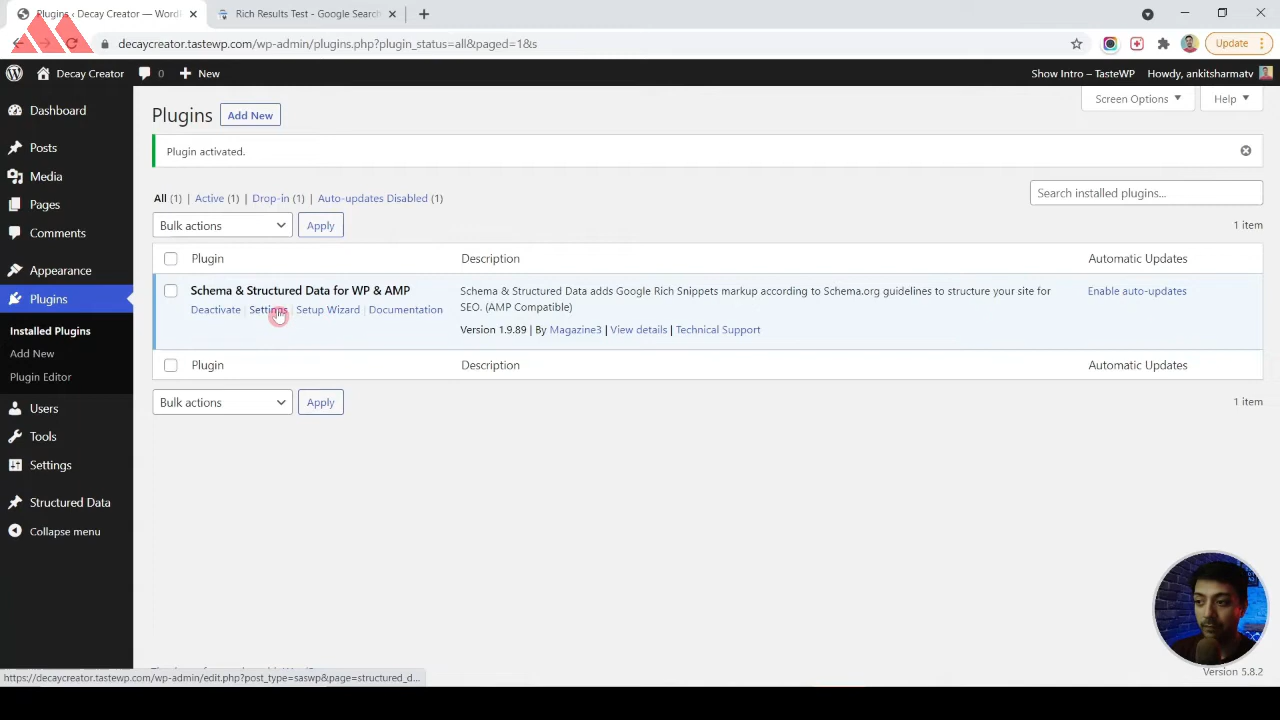 Plugins ‹ Decay Creator — Word
Rich Results Test - Google Search
decaycreator.tastewp.com/wp-admin/plugins.php?plugin_status=all&paged=1&s
Update
Decay Creator
0
New
Show Intro – TasteWP
Howdy, ankitsharmatv
Dashboard
Posts
Media
Pages
Comments
Appearance
Plugins
Installed Plugins
Add New
Plugin Editor
Users
Tools
Settings
Structured Data
Collapse menu
Screen Options
Help
Plugins
Add New
Plugin activated.
All (1) | Active (1) | Drop-in (1) | Auto-updates Disabled (1)
Search installed plugins...
Bulk actions
Apply
1 item
Plugin
Description
Automatic Updates
Schema & Structured Data for WP & AMP
Deactivate | Settings | Setup Wizard | Documentation
Schema & Structured Data adds Google Rich Snippets markup according to Schema.org guidelines to structure your site for
SEO. (AMP Compatible)
Version 1.9.89 | By Magazine3 | View details | Technical Support
Enable auto-updates
Plugin
Description
Automatic Updates
Bulk actions
Apply
1 item
https://decaycreator.tastewp.com/wp-admin/edit.php?post_type=saswp&page=structured_d...
Version 5.8.2